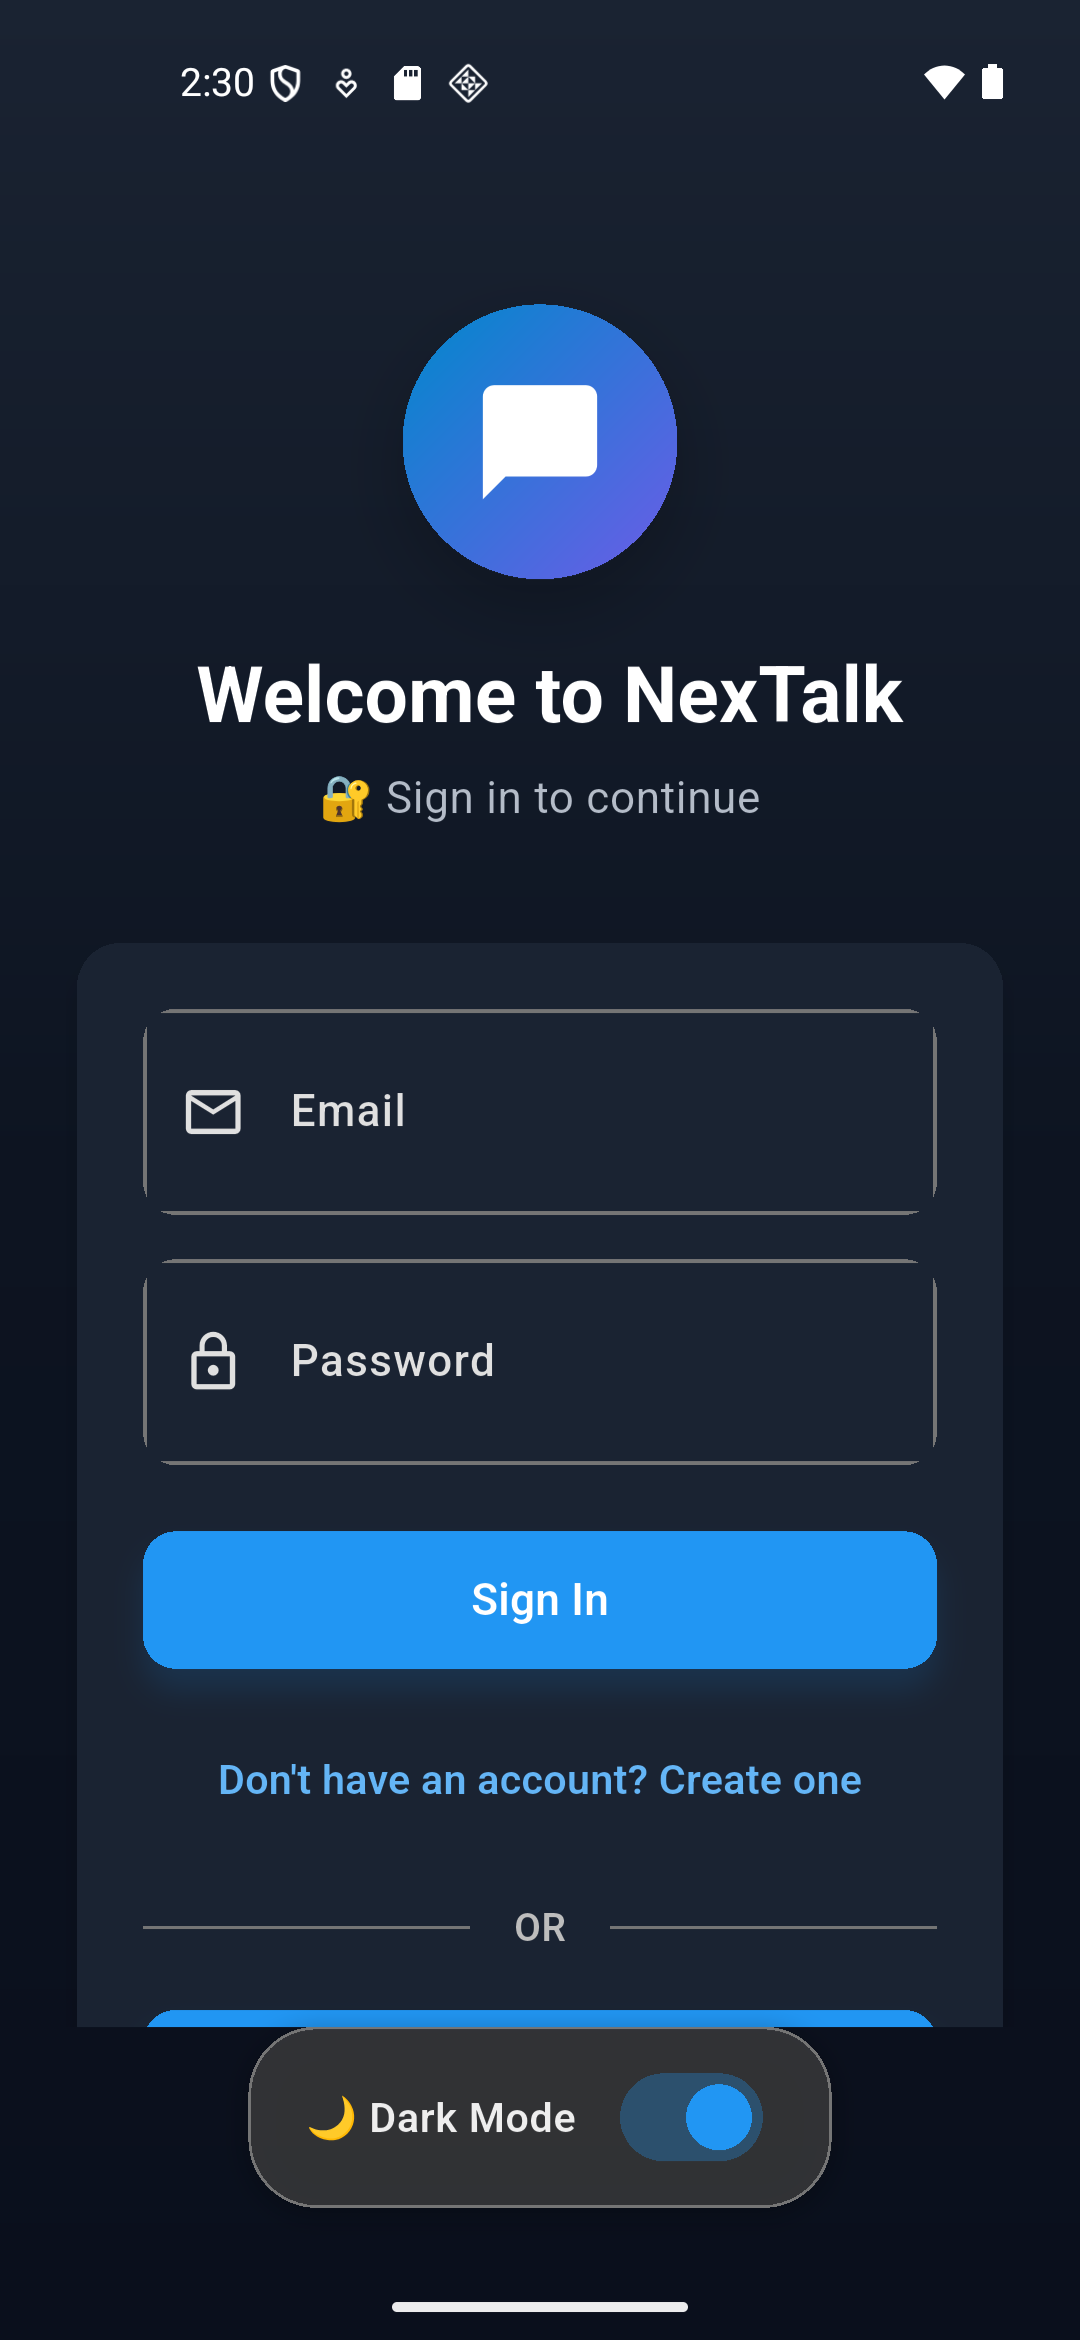 2:30
Welcome to NexTalk
🔐 Sign in to continue
Email
Password
Sign In
Don't have an account? Create one
OR
🌙 Dark Mode